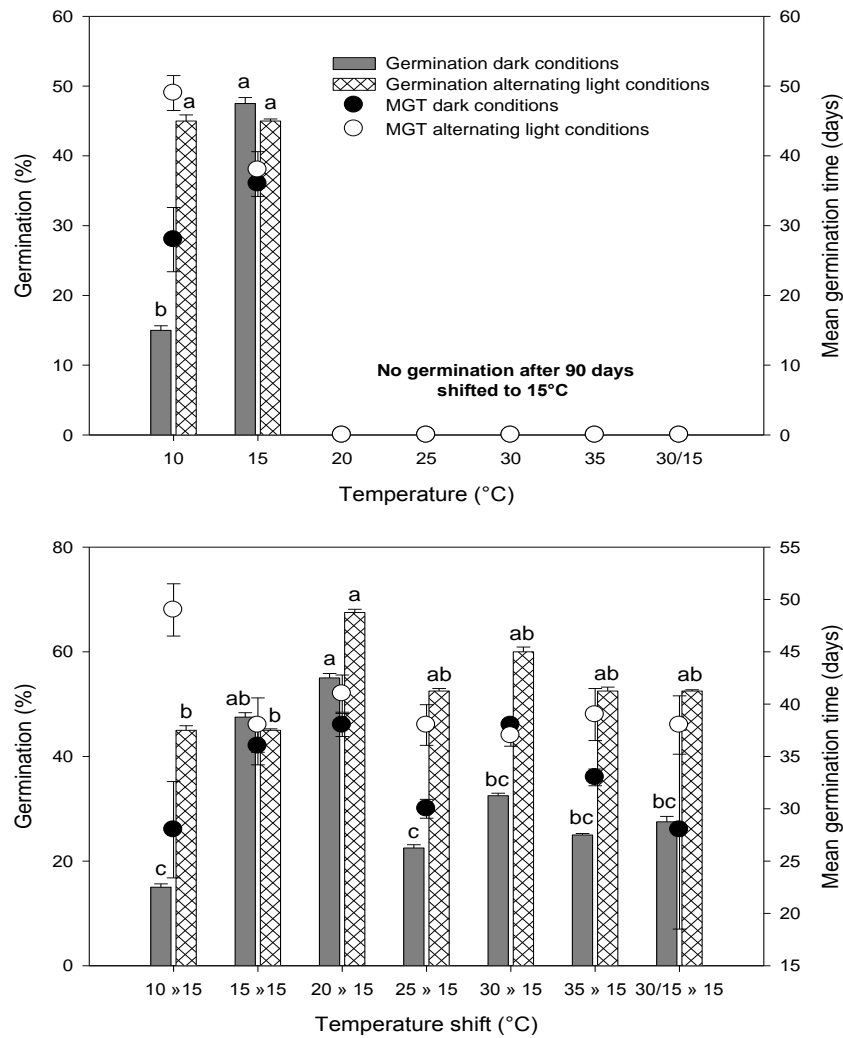 60
50
40
30
20
10
0
Germination (%)
60
50
40
30
20
10
0
Mean germination time (days)
Germination dark conditions
Germination alternating light conditions
MGT dark conditions
MGT alternating light conditions
b
a
a
a
No germination after 90 days
shifted to 15°C
10
15
20
25
30
35
30/15
Temperature (°C)
80
60
40
20
0
Germination (%)
55
50
45
40
35
30
25
20
15
Mean germination time (days)
c
b
ab
b
a
a
c
ab
bc
ab
bc
ab
bc
ab
10 »15
15 »15
20 » 15
25 » 15
30 » 15
35 » 15
30/15 » 15
Temperature shift (°C)